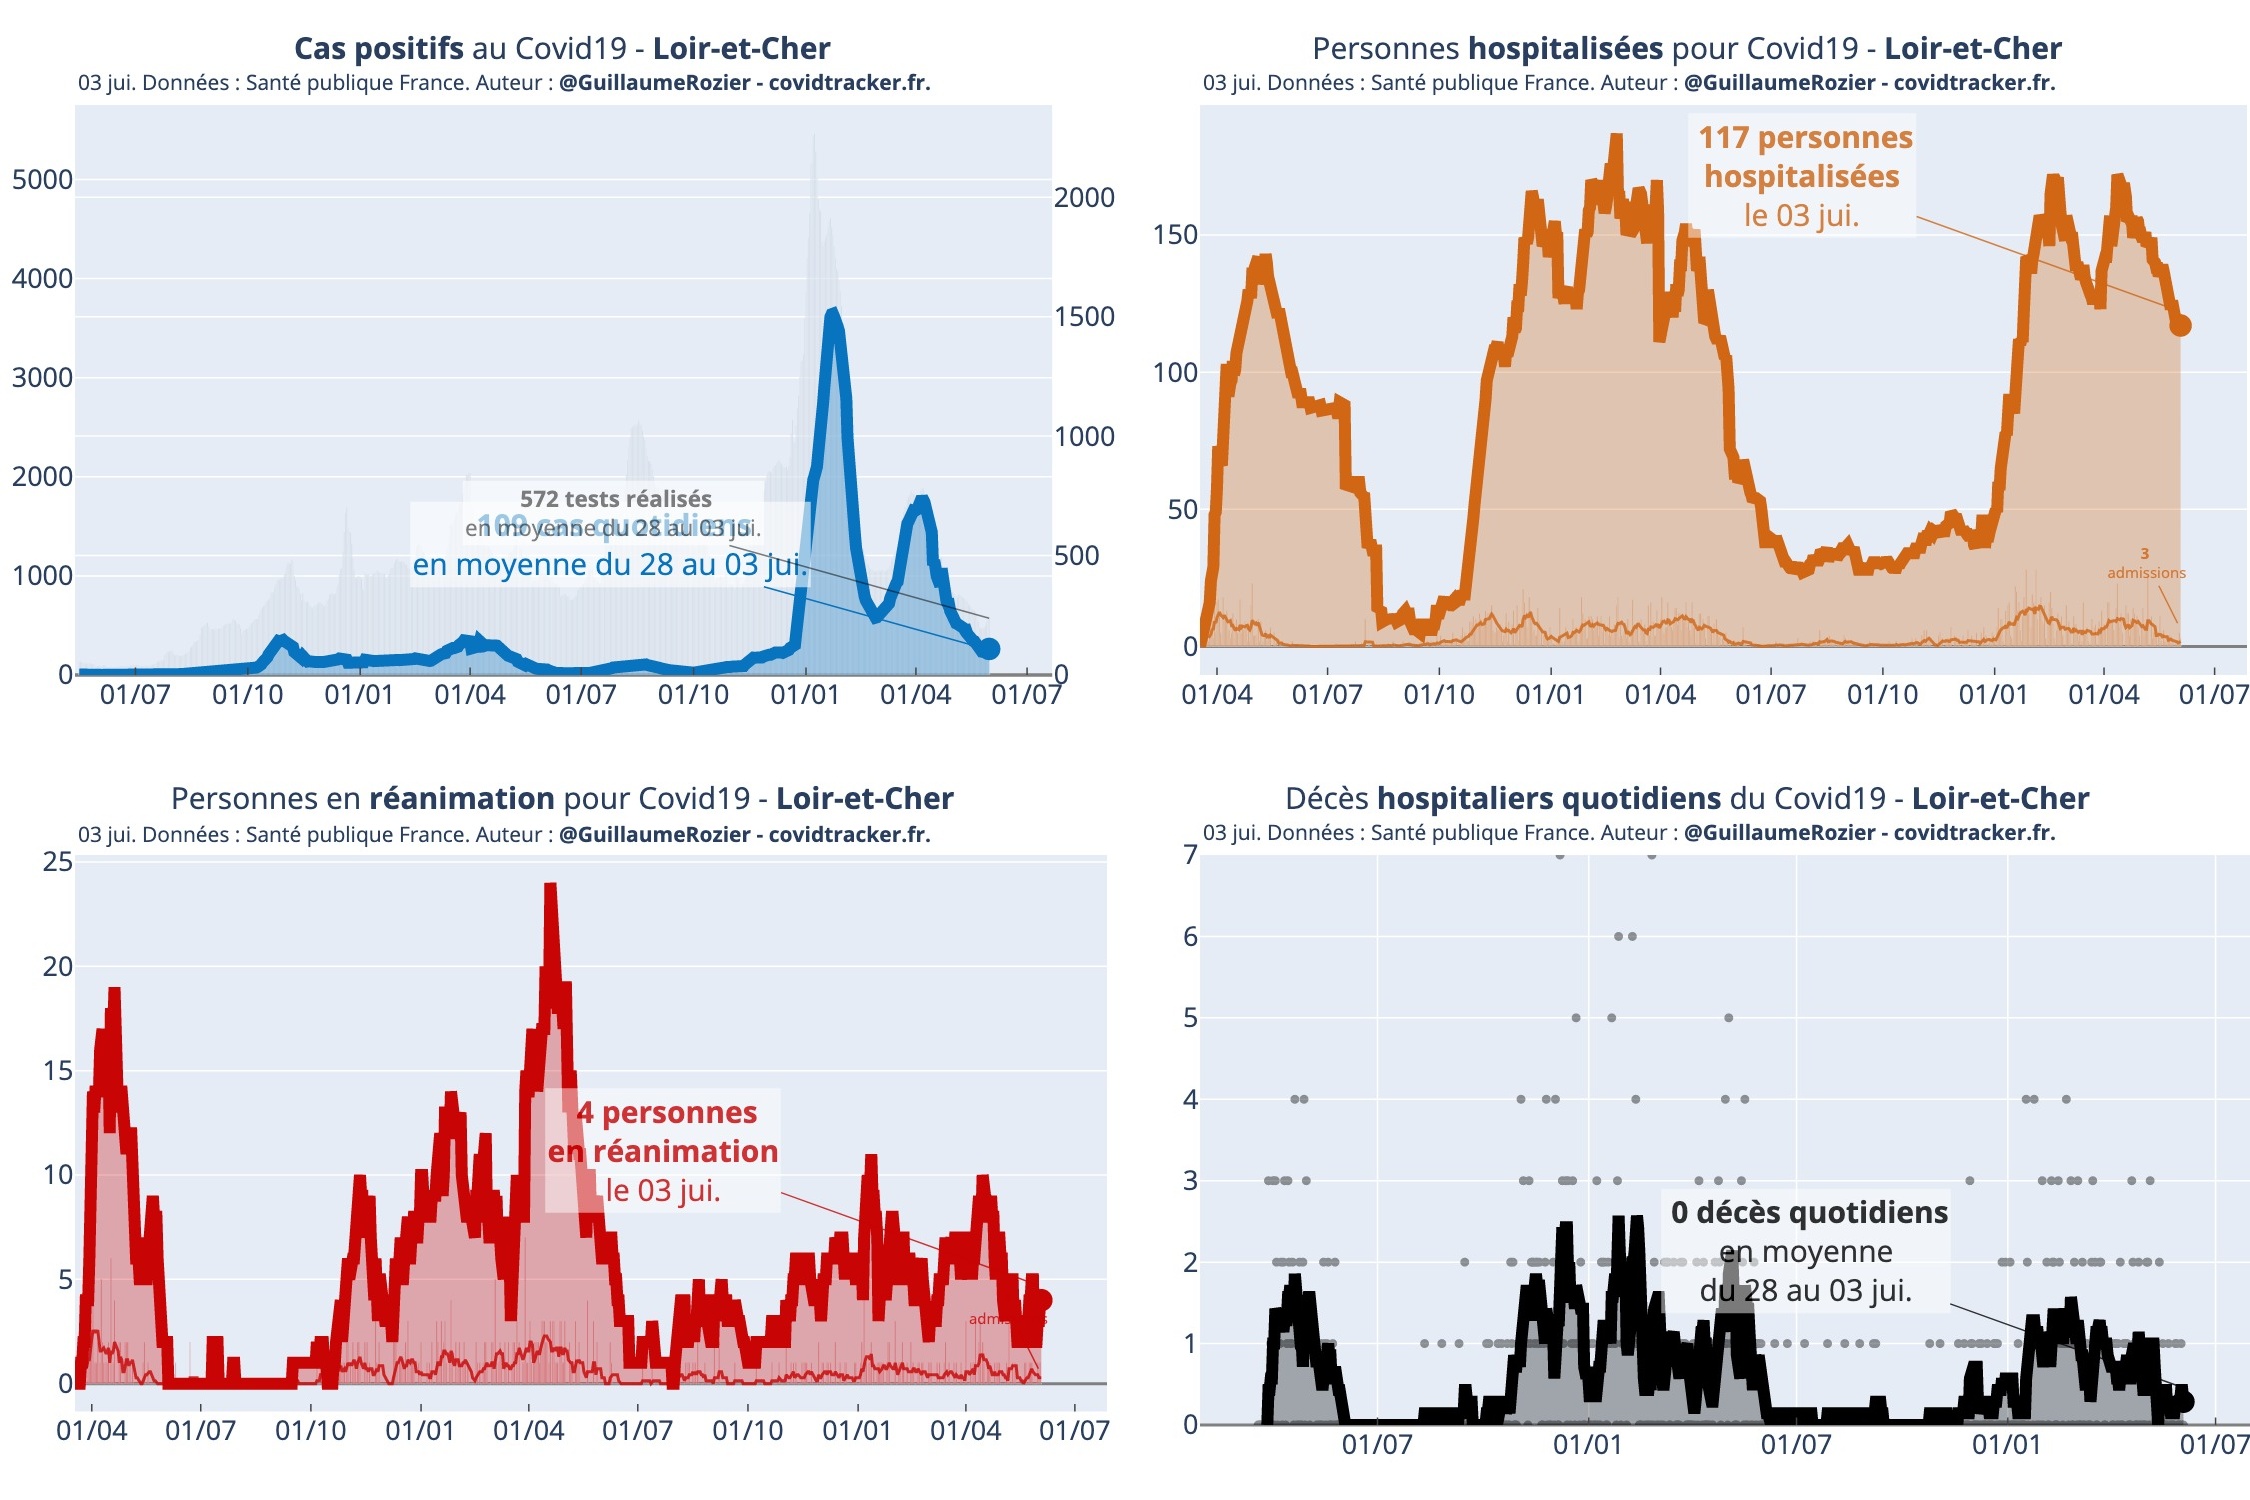 Cas positifs au Covid19 - Loir-et-Cher
03 jui. Données : Santé publique France. Auteur : @GuillaumeRozier - covidtracker.fr.
5000
4000
3000
2000
1000
0
2000
1500
1000
500
0
572 tests réalisés
en moyenne du 28 au 03 jui.
109 cas quotidiens
en moyenne du 28 au 03 jui.
01/07 01/10 01/01 01/04 01/07 01/10 01/01 01/04 01/07
Personnes hospitalisées pour Covid19 - Loir-et-Cher
03 jui. Données : Santé publique France. Auteur : @GuillaumeRozier - covidtracker.fr.
117 personnes
hospitalisées
le 03 jui.
150
100
50
0
3
admissions
01/04 01/07 01/10 01/01 01/04 01/07 01/10 01/01 01/04 01/07
Personnes en réanimation pour Covid19 - Loir-et-Cher
03 jui. Données : Santé publique France. Auteur : @GuillaumeRozier - covidtracker.fr.
25
20
15
10
5
0
4 personnes
en réanimation
le 03 jui.
01/04 01/07 01/10 01/01 01/04 01/07 01/10 01/01 01/04 01/07
Décès hospitaliers quotidiens du Covid19 - Loir-et-Cher
03 jui. Données : Santé publique France. Auteur : @GuillaumeRozier - covidtracker.fr.
7
6
5
4
3
2
1
0
0 décès quotidiens
en moyenne
du 28 au 03 jui.
01/07 01/01 01/07 01/01 01/07